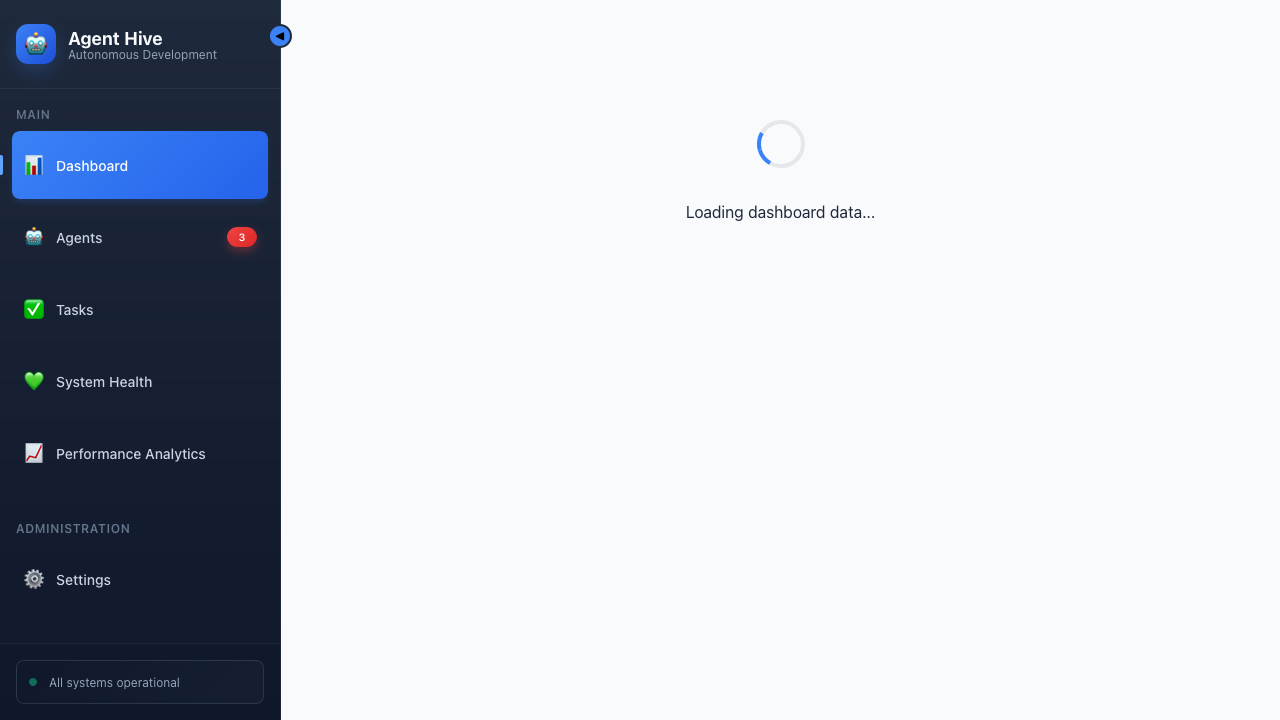 Agent Hive
Autonomous Development
MAIN
Dashboard
Agents 3
Tasks
System Health
Performance Analytics
ADMINISTRATION
Settings
All systems operational
Loading dashboard data...